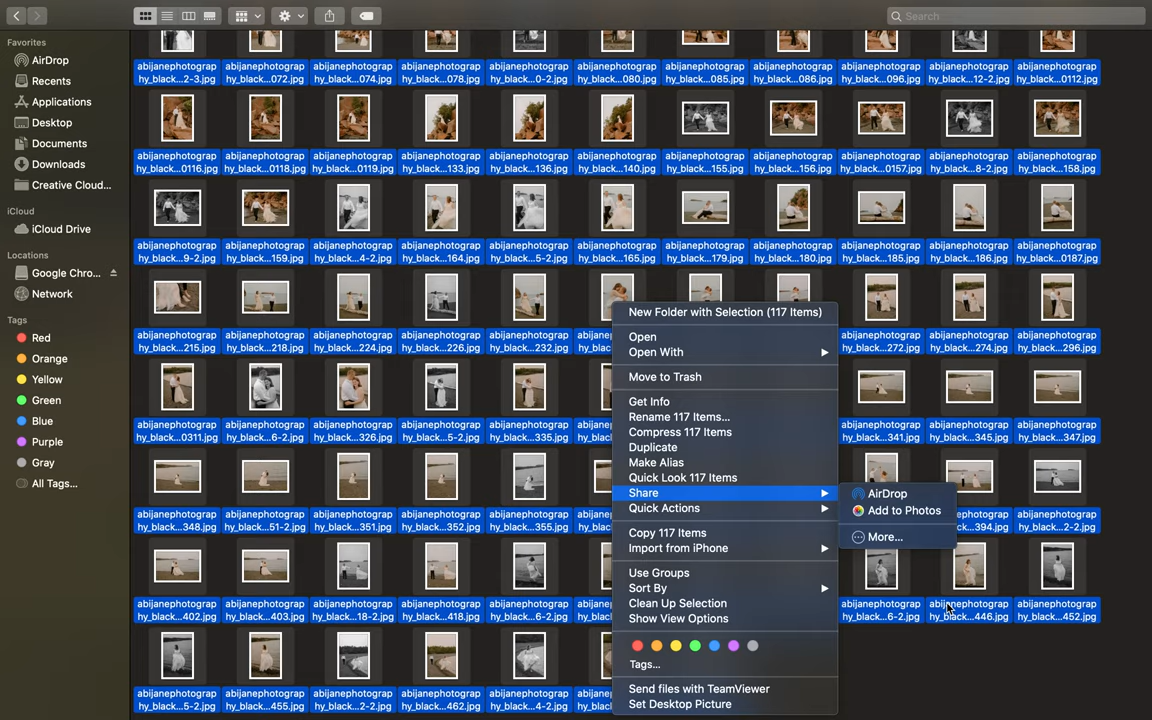 Search
Favorites
AirDrop
Recents
Applications
Desktop
Documents
Downloads
Creative Cloud...
iCloud
iCloud Drive
Locations
Google Chro...
Network
Tags
Red
Orange
Yellow
Green
Blue
Purple
Gray
All Tags...
abijanephotograp abijanephotograp abijanephotograp abijanephotograp abijanephotograp abijanephotograp abijanephotograp abijanephotograp abijanephotograp abijanephotograp abijanephotograp
hy_black...2-3.jpg hy_black...072.jpg hy_black...074.jpg hy_black...078.jpg hy_black...0-2.jpg hy_black...080.jpg hy_black...085.jpg hy_black...086.jpg hy_black...096.jpg hy_black...12-2.jpg hy_black...0112.jpg
abijanephotograp abijanephotograp abijanephotograp abijanephotograp abijanephotograp abijanephotograp abijanephotograp abijanephotograp abijanephotograp abijanephotograp abijanephotograp
hy_black...0116.jpg hy_black...0118.jpg hy_black...0119.jpg hy_black...133.jpg hy_black...136.jpg hy_black...140.jpg hy_black...155.jpg hy_black...156.jpg hy_black...0157.jpg hy_black...8-2.jpg hy_black...158.jpg
abijanephotograp abijanephotograp abijanephotograp abijanephotograp abijanephotograp abijanephotograp abijanephotograp abijanephotograp abijanephotograp abijanephotograp abijanephotograp
hy_black...9-2.jpg hy_black...159.jpg hy_black...4-2.jpg hy_black...164.jpg hy_black...5-2.jpg hy_black...165.jpg hy_black...179.jpg hy_black...180.jpg hy_black...185.jpg hy_black...186.jpg hy_black...0187.jpg
abijanephotograp abijanephotograp abijanephotograp abijanephotograp abijanephotograp abijanephotograp abijanephotograp abijanephotograp
hy_black...215.jpg hy_black...218.jpg hy_black...224.jpg hy_black...226.jpg hy_black...232.jpg hy_black...272.jpg hy_black...274.jpg hy_black...296.jpg
abijanephotograp abijanephotograp abijanephotograp abijanephotograp abijanephotograp abijanephotograp abijanephotograp abijanephotograp
hy_black...0311.jpg hy_black...6-2.jpg hy_black...326.jpg hy_black...5-2.jpg hy_black...335.jpg hy_black...341.jpg hy_black...345.jpg hy_black...347.jpg
abijanephotograp abijanephotograp abijanephotograp abijanephotograp abijanephotograp
hy_black...348.jpg hy_black...51-2.jpg hy_black...351.jpg hy_black...352.jpg hy_black...355.jpg ...394.jpg ...2-2.jpg
abijanephotograp abijanephotograp abijanephotograp abijanephotograp abijanephotograp abijanephotograp abijanephotograp abijanephotograp
hy_black...402.jpg hy_black...403.jpg hy_black...18-2.jpg hy_black...418.jpg hy_black...6-2.jpg hy_black...6-2.jpg hy_black...446.jpg hy_black...452.jpg
abijanephotograp abijanephotograp abijanephotograp abijanephotograp abijanephotograp
hy_black...5-2.jpg hy_black...455.jpg hy_black...2-2.jpg hy_black...462.jpg hy_black...4-2.jpg
New Folder with Selection (117 Items)
Open
Open With
Move to Trash
Get Info
Rename 117 Items...
Compress 117 Items
Duplicate
Make Alias
Quick Look 117 Items
Share
Quick Actions
Copy 117 Items
Import from iPhone
Use Groups
Sort By
Clean Up Selection
Show View Options
Tags...
Send files with TeamViewer
Set Desktop Picture
AirDrop
Add to Photos
More...